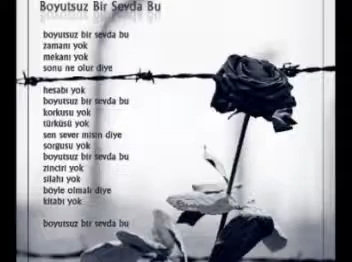 Boyutsuz Bir Sevda Bu
boyutsuz bir sevda bu
zamanı yok
mekanı yok
sonu ne olur diye
hesabı yok
boyutsuz bir sevda bu
korkusu yok
türküsü yok
sen sever misin diye
sorgusu yok
boyutsuz bir sevda bu
zinciri yok
silahı yok
böyle olmalı diye
kitabı yok
boyutsuz bir sevda bu